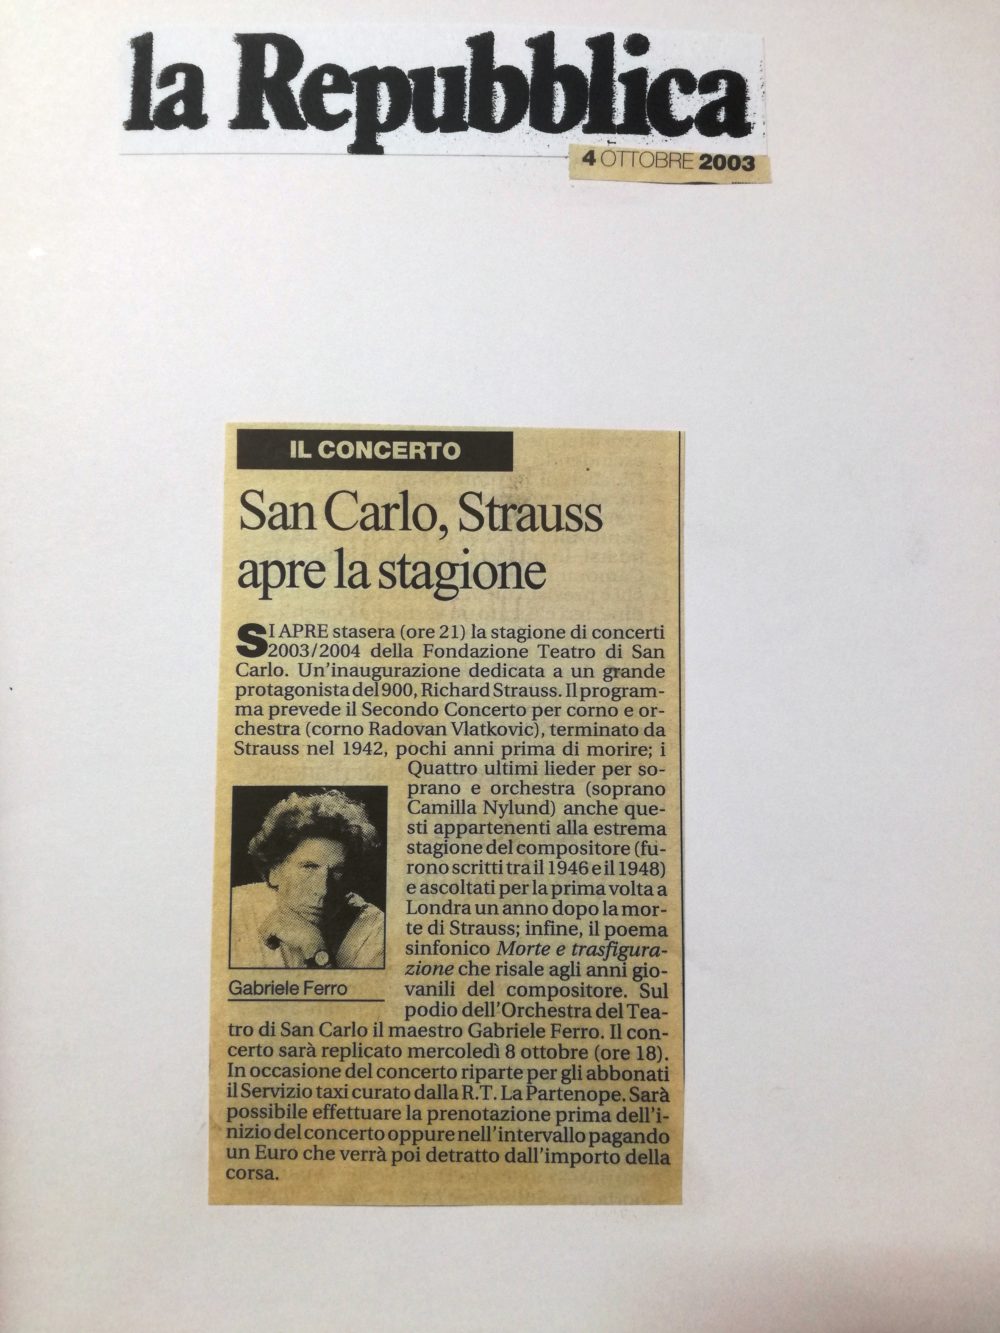 la Repubblica
4 OTTOBRE 2003
IL CONCERTO
San Carlo, Strauss
apre la stagione
SI APRE stasera (ore 21) la stagione di concerti
2003/2004 della Fondazione Teatro di San
Carlo. Un'inaugurazione dedicata a un grande
protagonista del 900, Richard Strauss. Il program-
ma prevede il Secondo Concerto per corno e or-
chestra (corno Radovan Vlatkovic), terminato da
Strauss nel 1942, pochi anni prima di morire; i
Quattro ultimi lieder per so-
prano e orchestra (soprano
Camilla Nylund) anche que-
sti appartenenti alla estrema
stagione del compositore (fu-
rono scritti tra il 1946 e il 1948)
e ascoltati per la prima volta a
Londra un anno dopo la mor-
te di Strauss; infine, il poema
sinfonico Morte e trasfigura-
zione che risale agli anni gio-
vanili del compositore. Sul
podio dell'Orchestra del Tea-
Gabriele Ferro
tro di San Carlo il maestro Gabriele Ferro. Il con-
certo sarà replicato mercoledì 8 ottobre (ore 18).
In occasione del concerto riparte per gli abbonati
il Servizio taxi curato dalla R.T. La Partenope. Sarà
possibile effettuare la prenotazione prima dell'i-
nizio del concerto oppure nell'intervallo pagando
un Euro che verrà poi detratto dall'importo della
corsa.